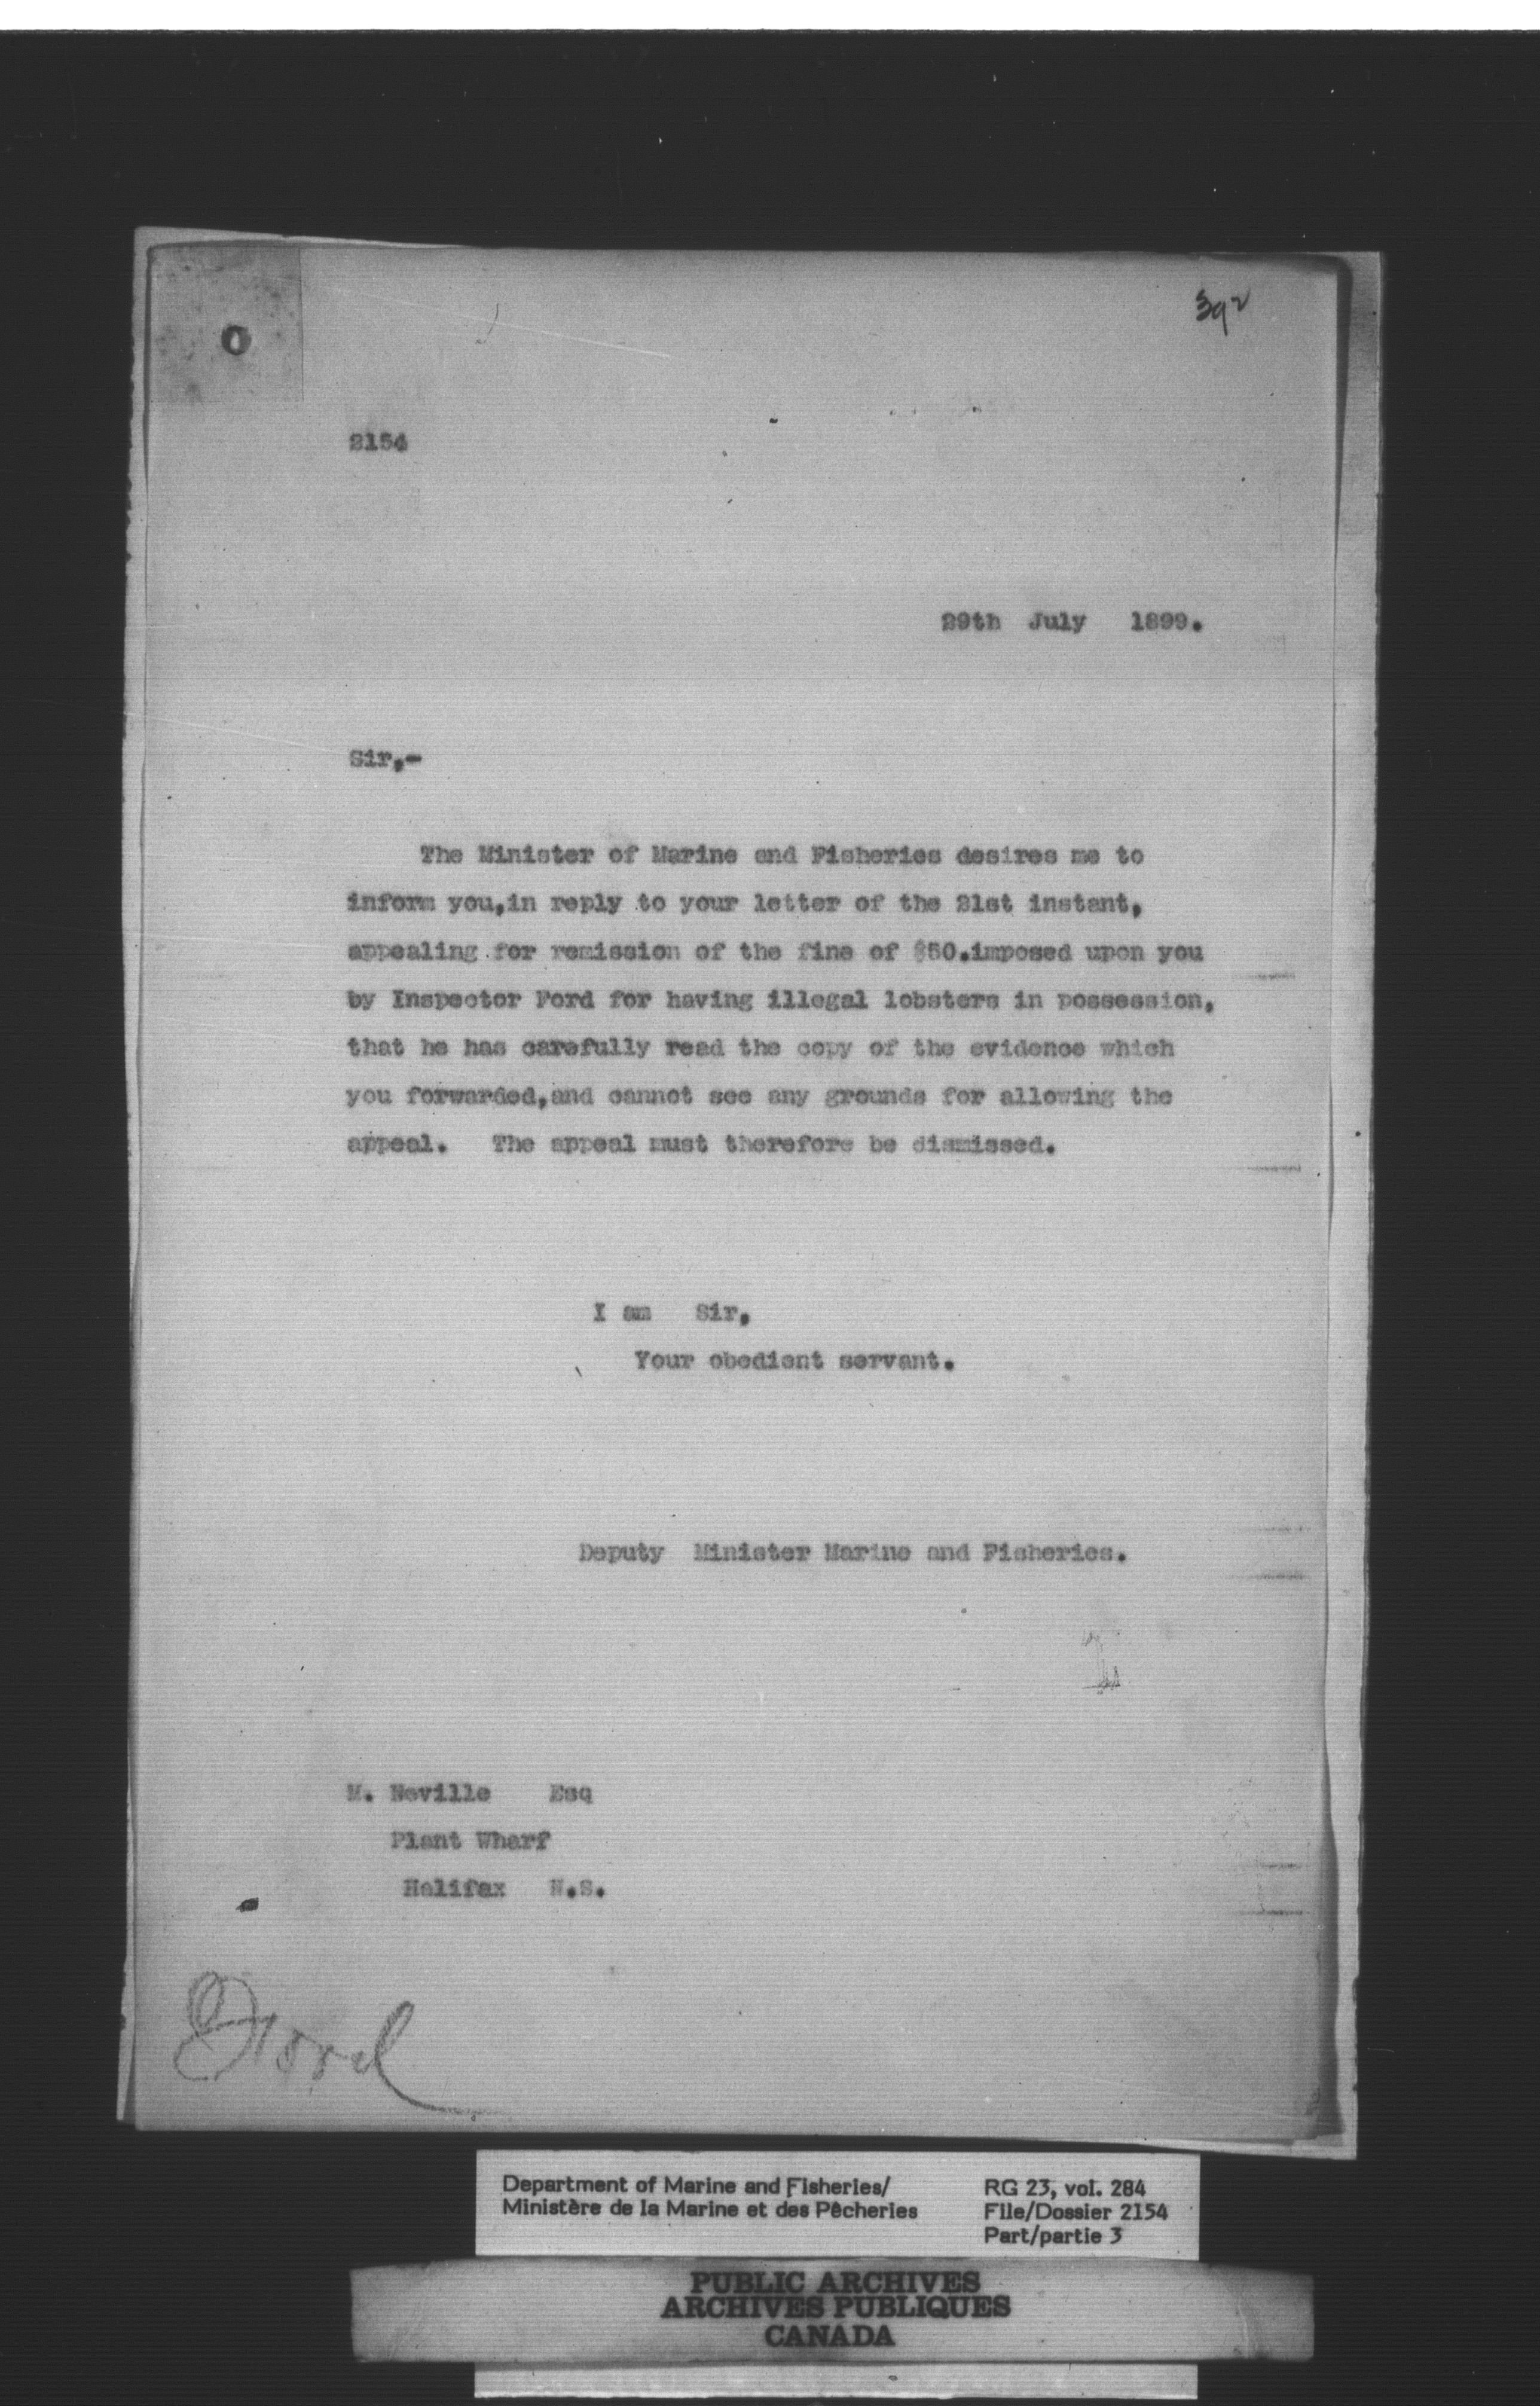 O
392
2154
29th July 1899.
Sir,-
The Minister of Marine and Fisheries desires me to
inform you,in reply to your letter of the 21st instant,
appealing for remission of the fine of $50.imposed upon you
by Inspector Ford for having illegal lobsters in possession,
that he has carefully read the copy of the evidence which
you forwarded,and cannot see any grounds for allowing the
appeal. The appeal must therefore be dismissed.
I am Sir,
Your obedient servant.
Deputy Minister Marine and Fisheries.
M. Neville Esq
Plant Wharf
Halifax N.S.
Ford
Department of Marine and Fisheries/
Ministère de la Marine et des Pêcheries
RG 23, vol. 284
File/Dossier 2154
Part/partie 3
PUBLIC ARCHIVES
ARCHIVES PUBLIQUES
CANADA